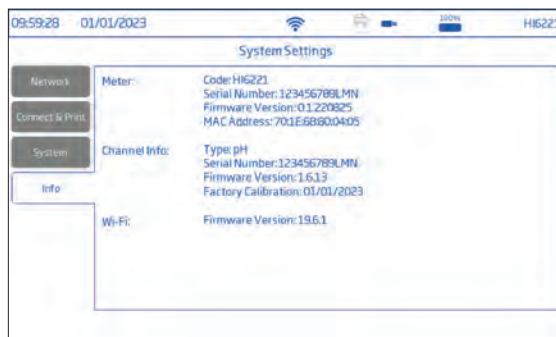 09:59:28 01/01/2023 100% HI6221
System Settings
Network
Connect & Print
System
Info
Meter: Code: HI6221
Serial Number: 123456789LMN
Firmware Version: 0.1.220825
MAC Address: 70:1E:68:80:04:05
Channel Info: Type: pH
Serial Number: 123456789LMN
Firmware Version: 1.6.13
Factory Calibration: 01/01/2023
Wi-Fi: Firmware Version: 19.6.1